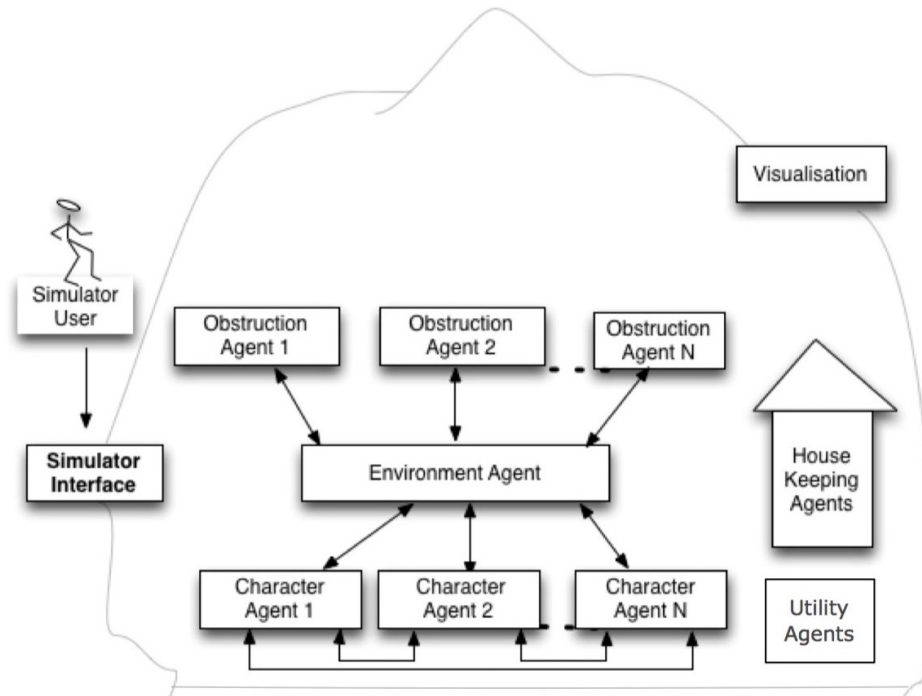 Visualisation
Simulator
User
Obstruction
Agent 1
Obstruction
Agent 2
Obstruction
Agent N
Simulator
Interface
Environment Agent
House
Keeping
Agents
Character
Agent 1
Character
Agent 2
Character
Agent N
Utility
Agents